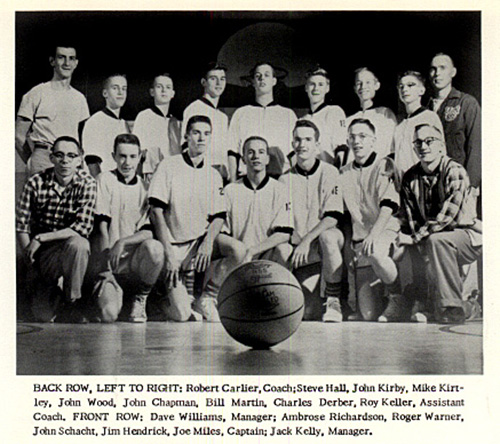 BACK ROW, LEFT TO RIGHT: Robert Carlier, Coach; Steve Hall, John Kirby, Mike Kirt-
ley, John Wood, John Chapman, Bill Martin, Charles Derber, Roy Keller, Assistant
Coach. FRONT ROW: Dave Williams, Manager; Ambrose Richardson, Roger Warner,
John Schacht, Jim Hendrick, Joe Miles, Captain; Jack Kelly, Manager.